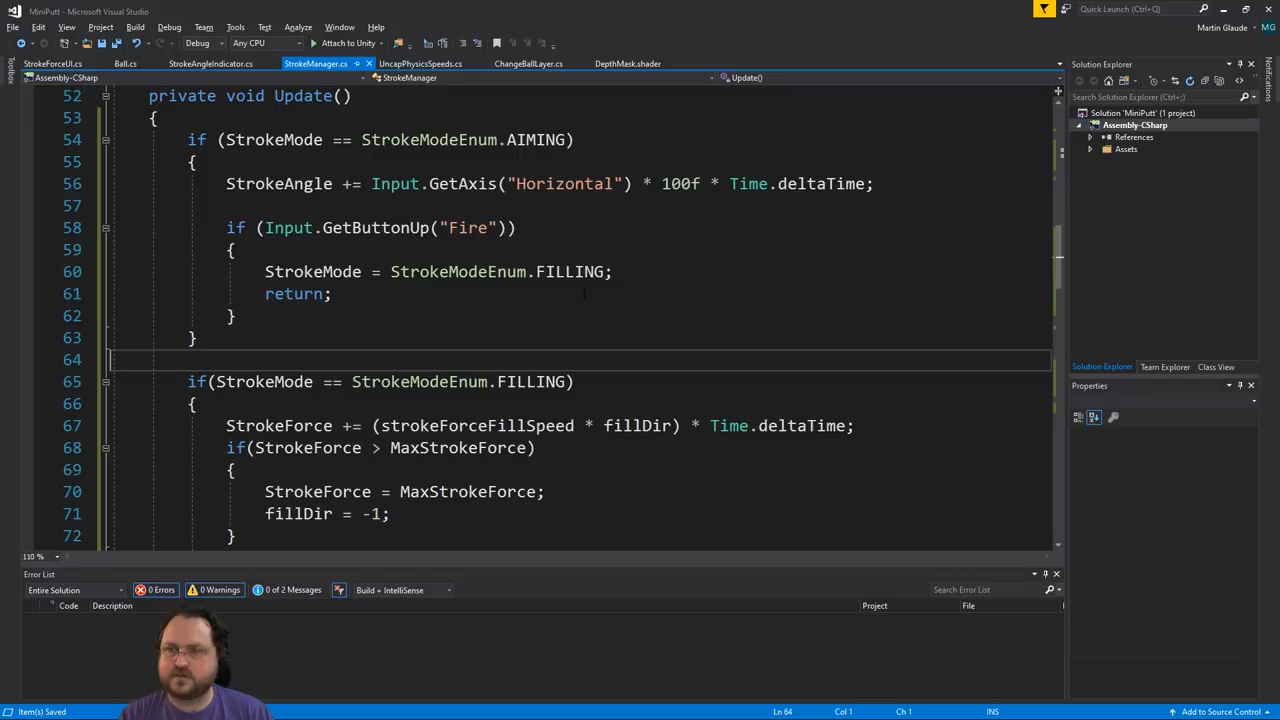 MiniPutt - Microsoft Visual Studio
Quick Launch (Ctrl+Q)
File Edit View Project Build Debug Team Tools Test Analyze Window Help
Martin Glaude MG
Debug Any CPU Attach to Unity
StrokeForceUI.cs Ball.cs StrokeAngleIndicator.cs StrokeManager.cs UncapPhysicsSpeeds.cs ChangeBallLayer.cs DepthMask.shader
Assembly-CSharp StrokeManager Update()
Toolbox
52 private void Update()
53 {
54 if (StrokeMode == StrokeModeEnum.AIMING)
55 {
56 StrokeAngle += Input.GetAxis("Horizontal") * 100f * Time.deltaTime;
57
58 if (Input.GetButtonUp("Fire"))
59 {
60 StrokeMode = StrokeModeEnum.FILLING;
61 return;
62 }
63 }
64
65 if(StrokeMode == StrokeModeEnum.FILLING)
66 {
67 StrokeForce += (StrokeForceFillSpeed * fillDir) * Time.deltaTime;
68 if(StrokeForce > MaxStrokeForce)
69 {
70 StrokeForce = MaxStrokeForce;
71 fillDir = -1;
72 }
110 %
Solution Explorer
Search Solution Explorer (Ctrl+;)
Solution 'MiniPutt' (1 project)
Assembly-CSharp
References
Assets
Solution Explorer Team Explorer Class View
Properties
Notifications
Error List
Entire Solution 0 Errors 0 Warnings 0 of 2 Messages Build + IntelliSense Search Error List
Code Description Project File
Item(s) Saved Ln 64 Col 1 Ch 1 INS Add to Source Control